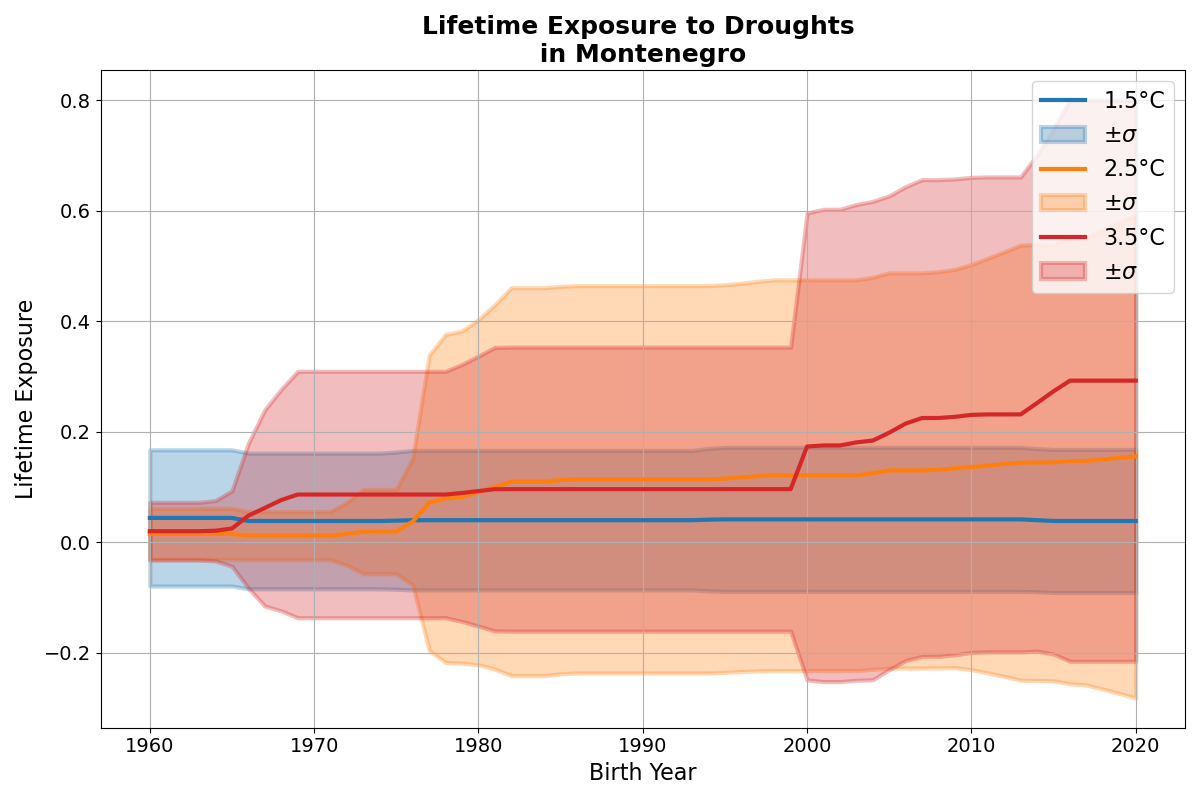 Lifetime Exposure to Droughts
in Montenegro
0.8
0.6
0.4
0.2
0.0
−0.2
Lifetime Exposure
1960
1970
1980
1990
2000
2010
2020
Birth Year
1.5°C
±σ
2.5°C
±σ
3.5°C
±σ